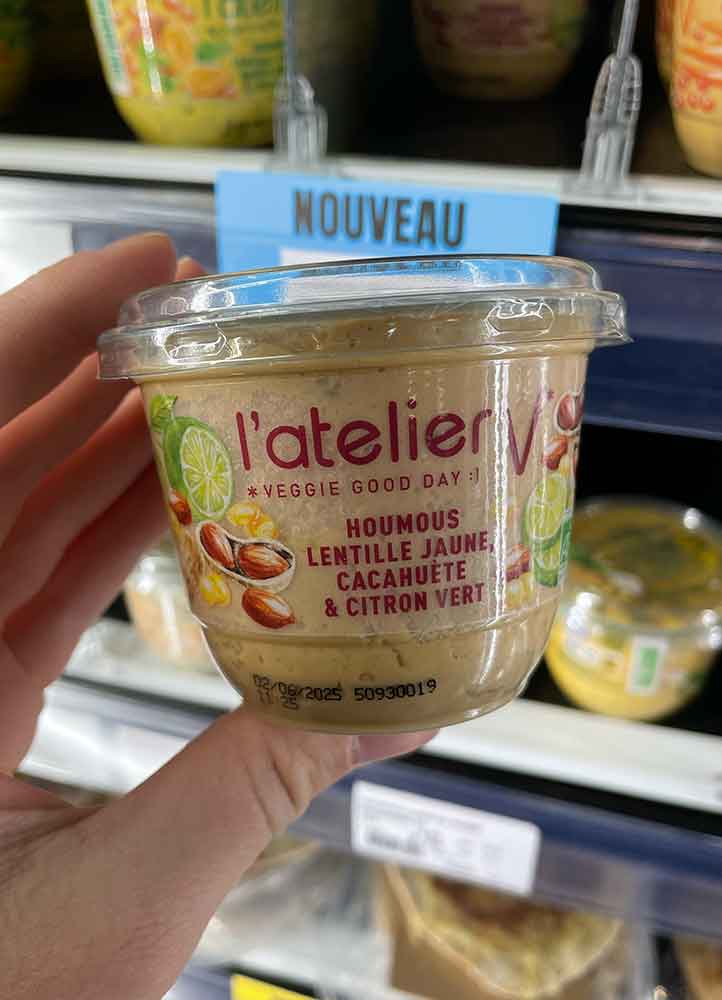 NOUVEAU
l'atelier V*
*VEGGIE GOOD DAY :)
HOUMOUS
LENTILLE JAUNE,
CACAHUÈTE
& CITRON VERT
02/06/2025 50930019
11 25